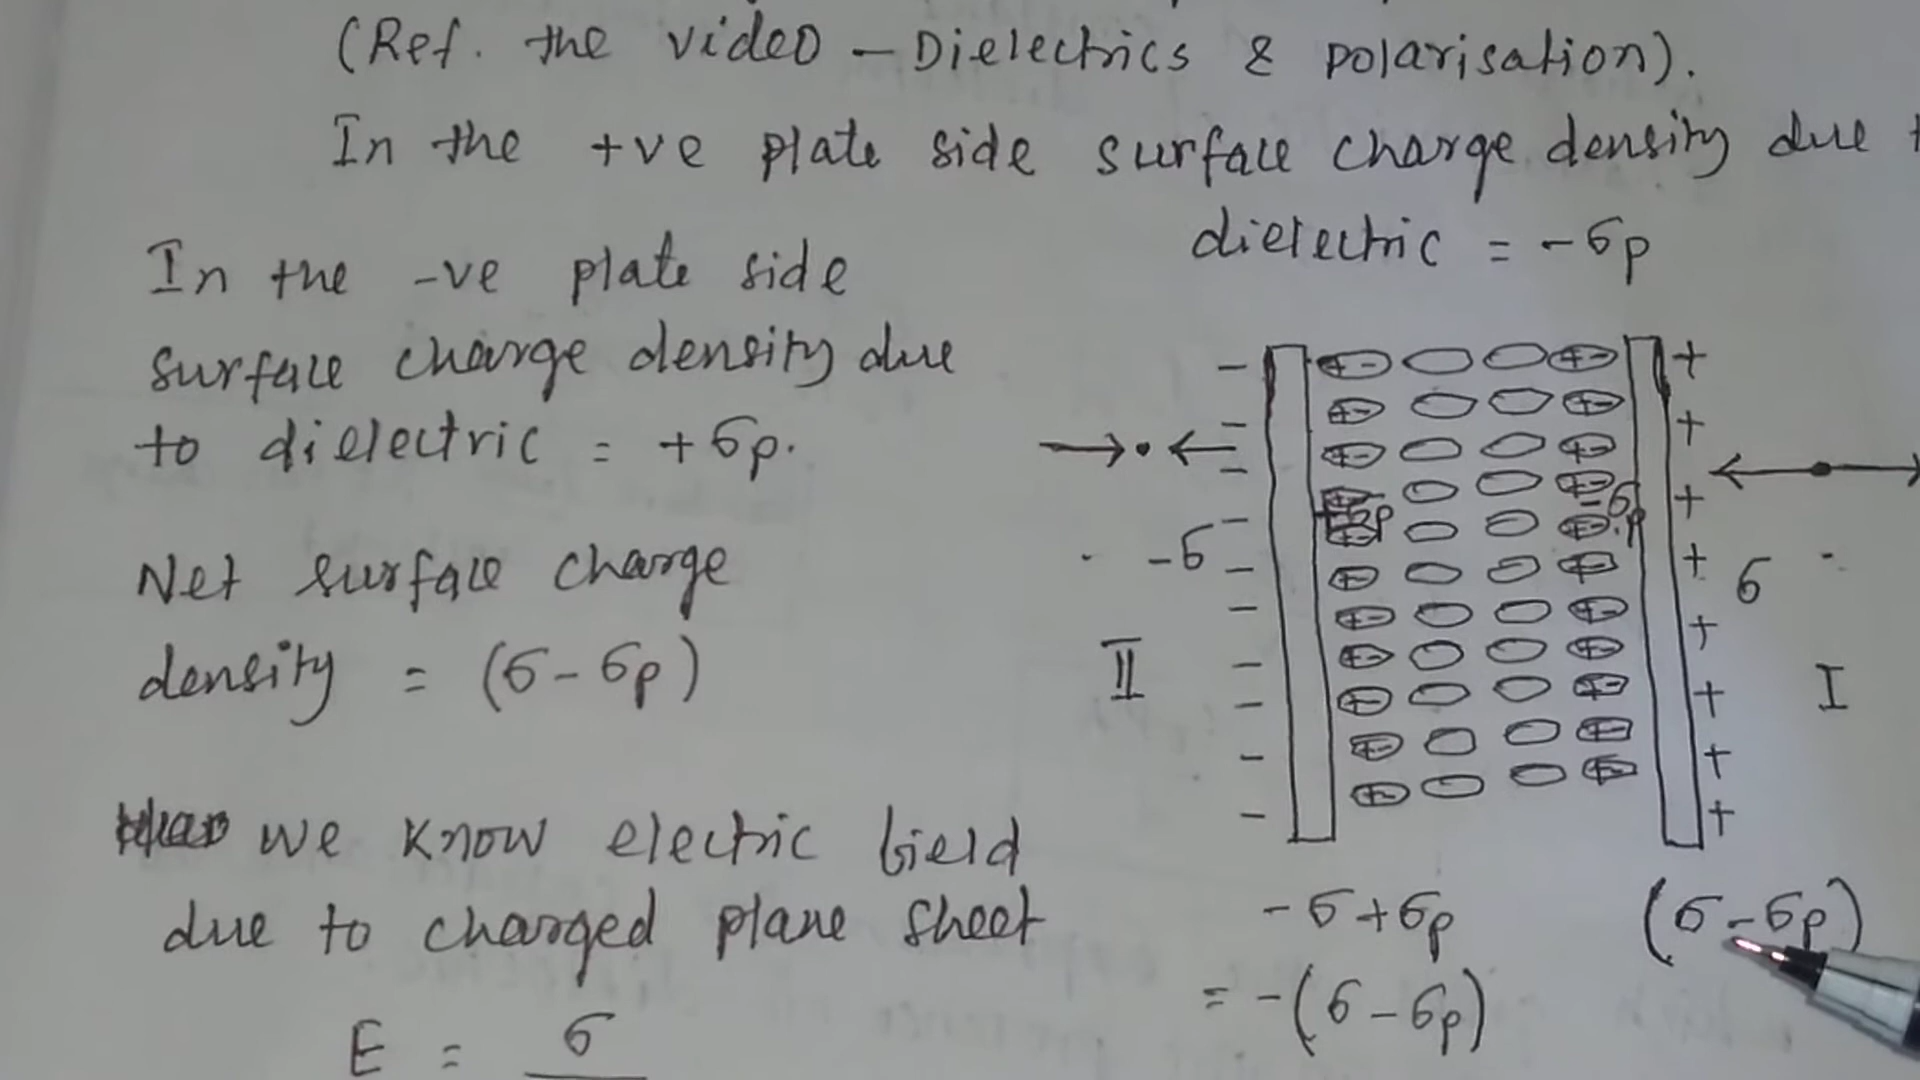 (Ref. the video – Dielectrics & polarisation).
In the +ve plate side surface charge density due
dielectric = -σp
In the -ve plate side
surface charge density due
to dielectric = +σp.
Net surface charge
density = (σ - σp)
we know electric field
due to charged plane sheet
E = σ
-σ
+σp
-σp
σ
II
I
-σ+σp
= -(σ - σp)
(σ - σp)